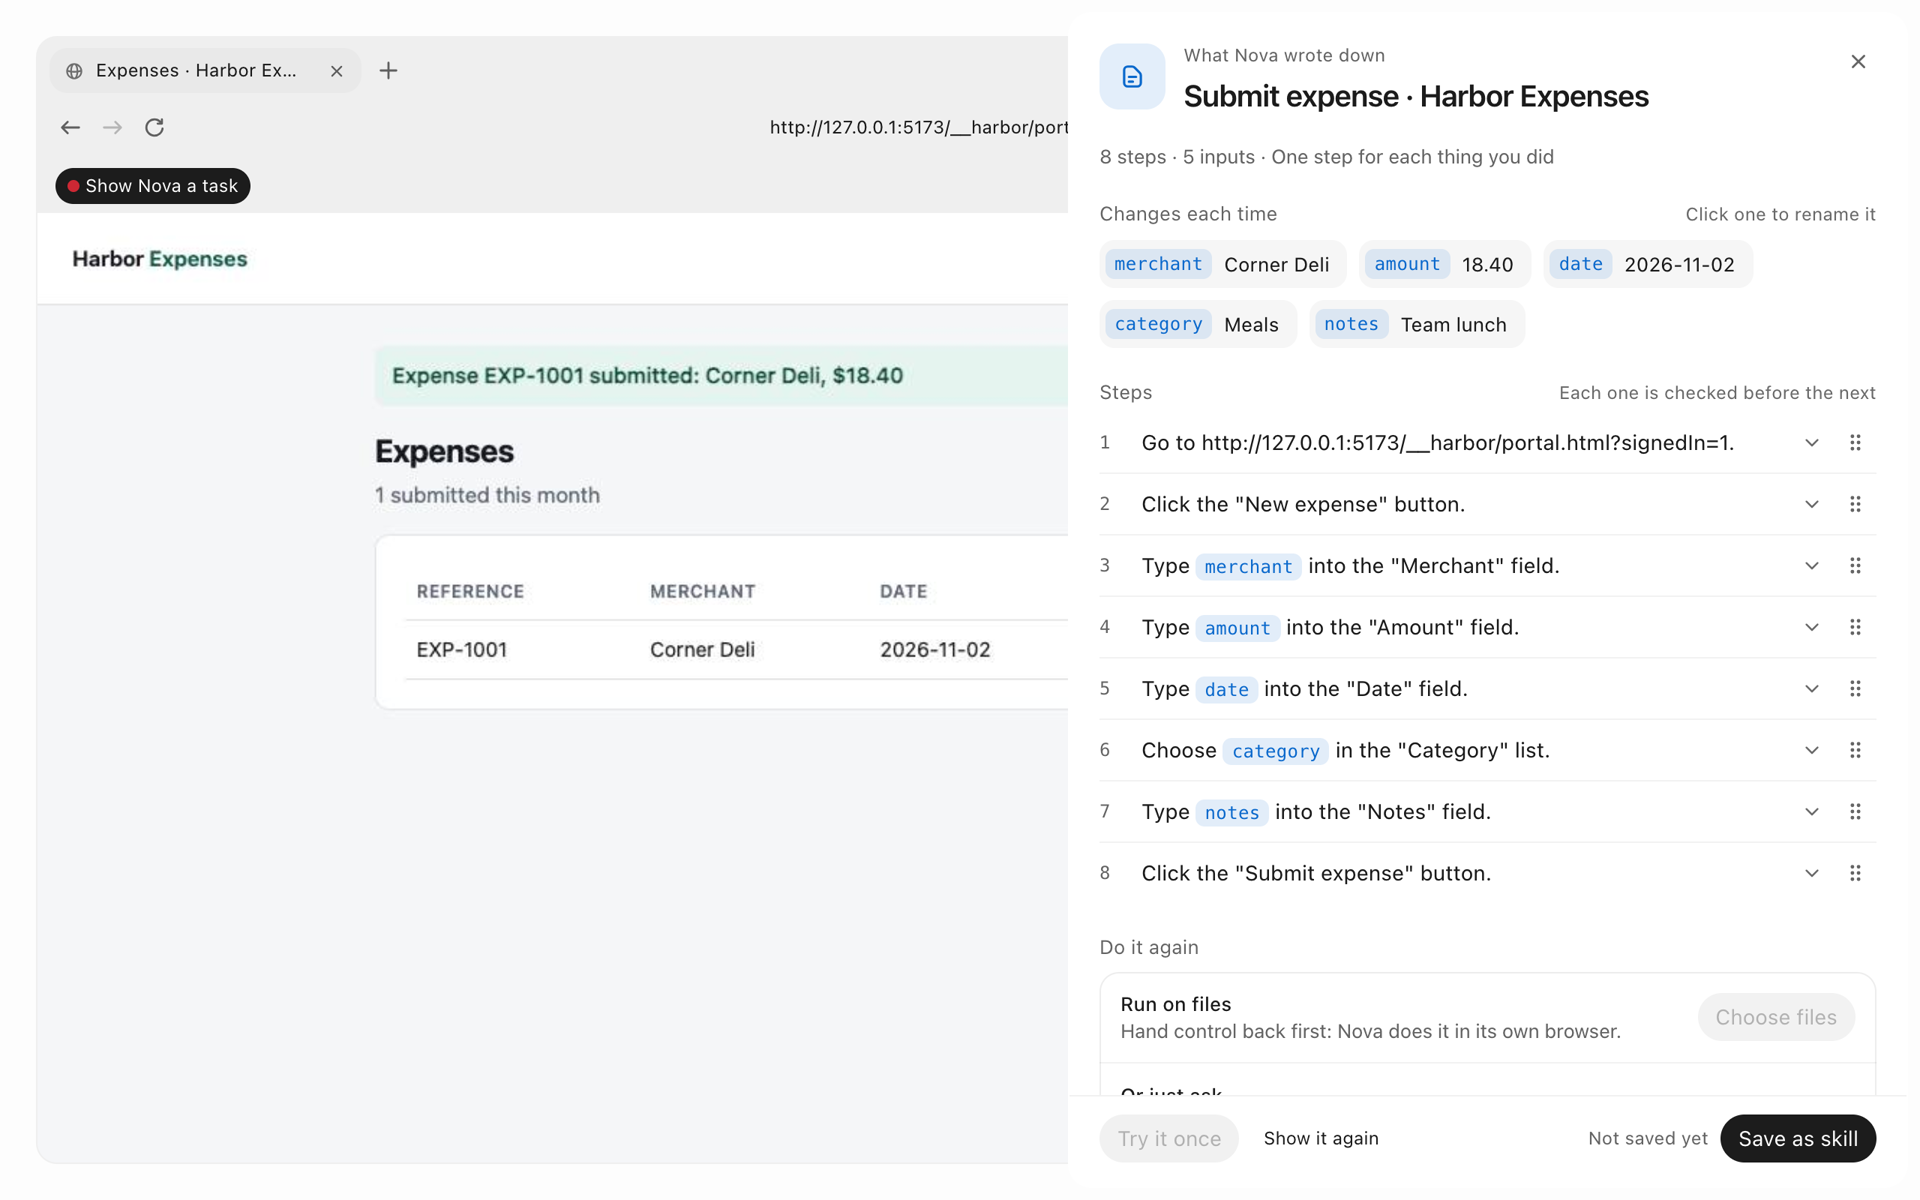 Expenses · Harbor Ex...
http://127.0.0.1:5173/__harbor/port
Show Nova a task
Harbor Expenses
Expense EXP-1001 submitted: Corner Deli, $18.40
Expenses
1 submitted this month
REFERENCE MERCHANT DATE
EXP-1001 Corner Deli 2026-11-02
What Nova wrote down
Submit expense · Harbor Expenses
8 steps · 5 inputs · One step for each thing you did
Changes each time Click one to rename it
merchant Corner Deli amount 18.40 date 2026-11-02
category Meals notes Team lunch
Steps Each one is checked before the next
1 Go to http://127.0.0.1:5173/__harbor/portal.html?signedIn=1.
2 Click the "New expense" button.
3 Type merchant into the "Merchant" field.
4 Type amount into the "Amount" field.
5 Type date into the "Date" field.
6 Choose category in the "Category" list.
7 Type notes into the "Notes" field.
8 Click the "Submit expense" button.
Do it again
Run on files
Hand control back first: Nova does it in its own browser.
Choose files
Or just ask
Try it once Show it again Not saved yet Save as skill